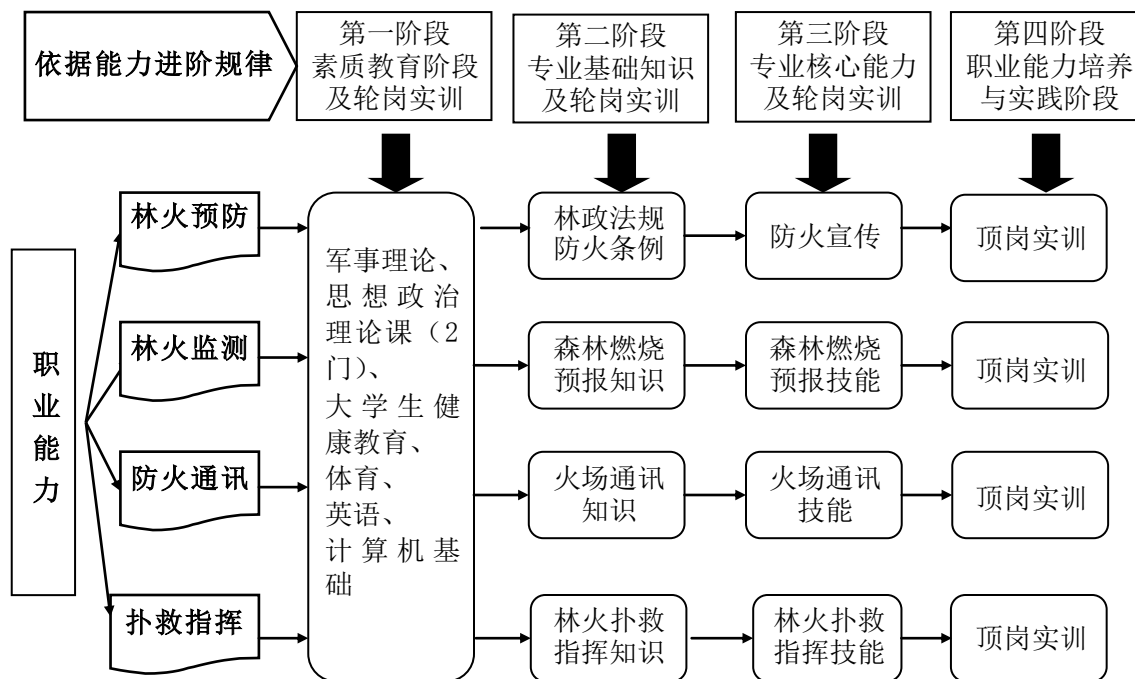 依据能力进阶规律
第一阶段
素质教育阶段
及轮岗实训
第二阶段
专业基础知识
及轮岗实训
第三阶段
专业核心能力
及轮岗实训
第四阶段
职业能力培养
与实践阶段
职业能力
林火预防
林火监测
防火通讯
扑救指挥
军事理论、
思想政治
理论课（2
门）、
大学生健
康教育、
体育、
英语、
计算机基
础
林政法规
防火条例
防火宣传
顶岗实训
森林燃烧
预报知识
森林燃烧
预报技能
顶岗实训
火场通讯
知识
火场通讯
技能
顶岗实训
林火扑救
指挥知识
林火扑救
指挥技能
顶岗实训